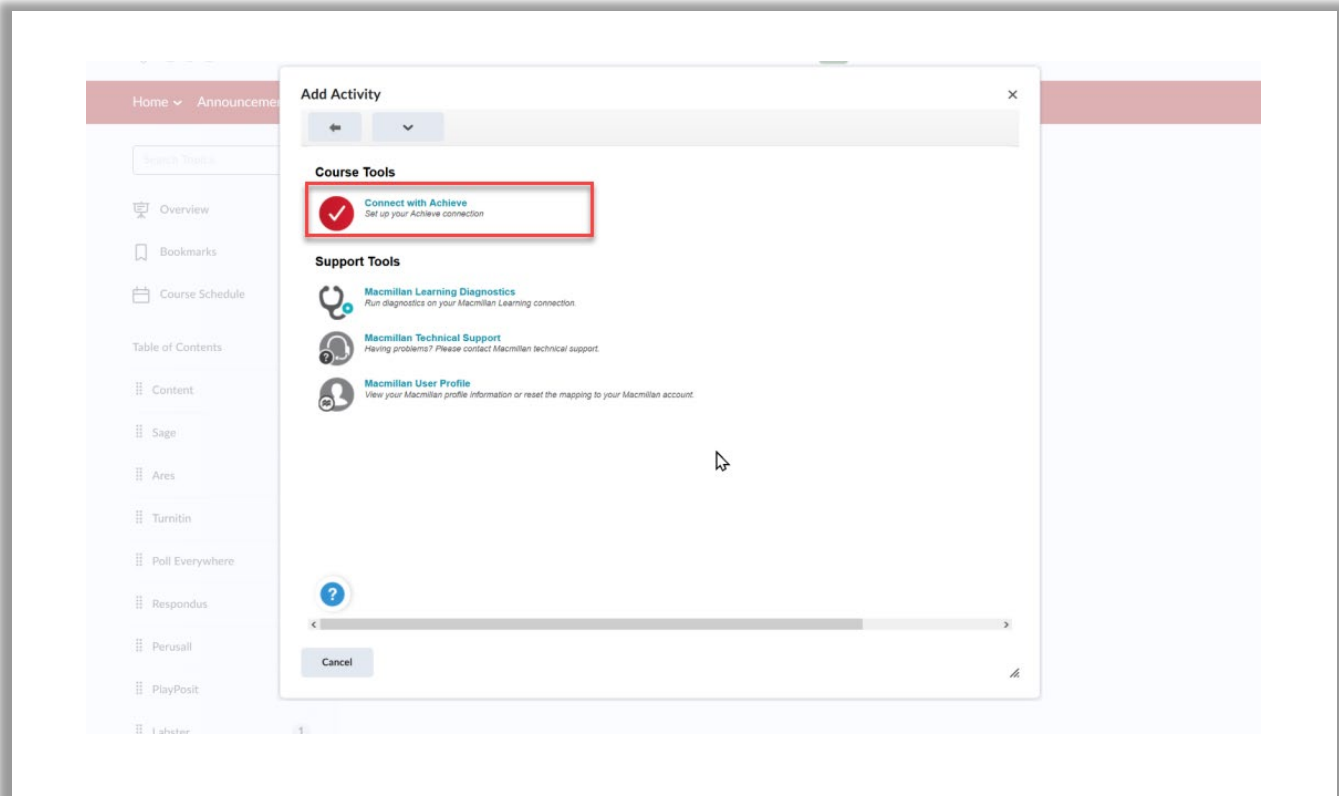 Add Activity
Home Announcemen
Search Topics
Course Tools
Connect with Achieve
Set up your Achieve connection
Overview
Bookmarks
Support Tools
Macmillan Learning Diagnostics
Run diagnostics on your Macmillan Learning connection.
Course Schedule
Macmillan Technical Support
Having problems? Please contact Macmillan technical support.
Table of Contents
Macmillan User Profile
View your Macmillan profile information or reset the mapping to your Macmillan account.
Content
Sage
Ares
Turnitin
Poll Everywhere
Respondus
Perusall
Cancel
PlayPosit
Labster 1